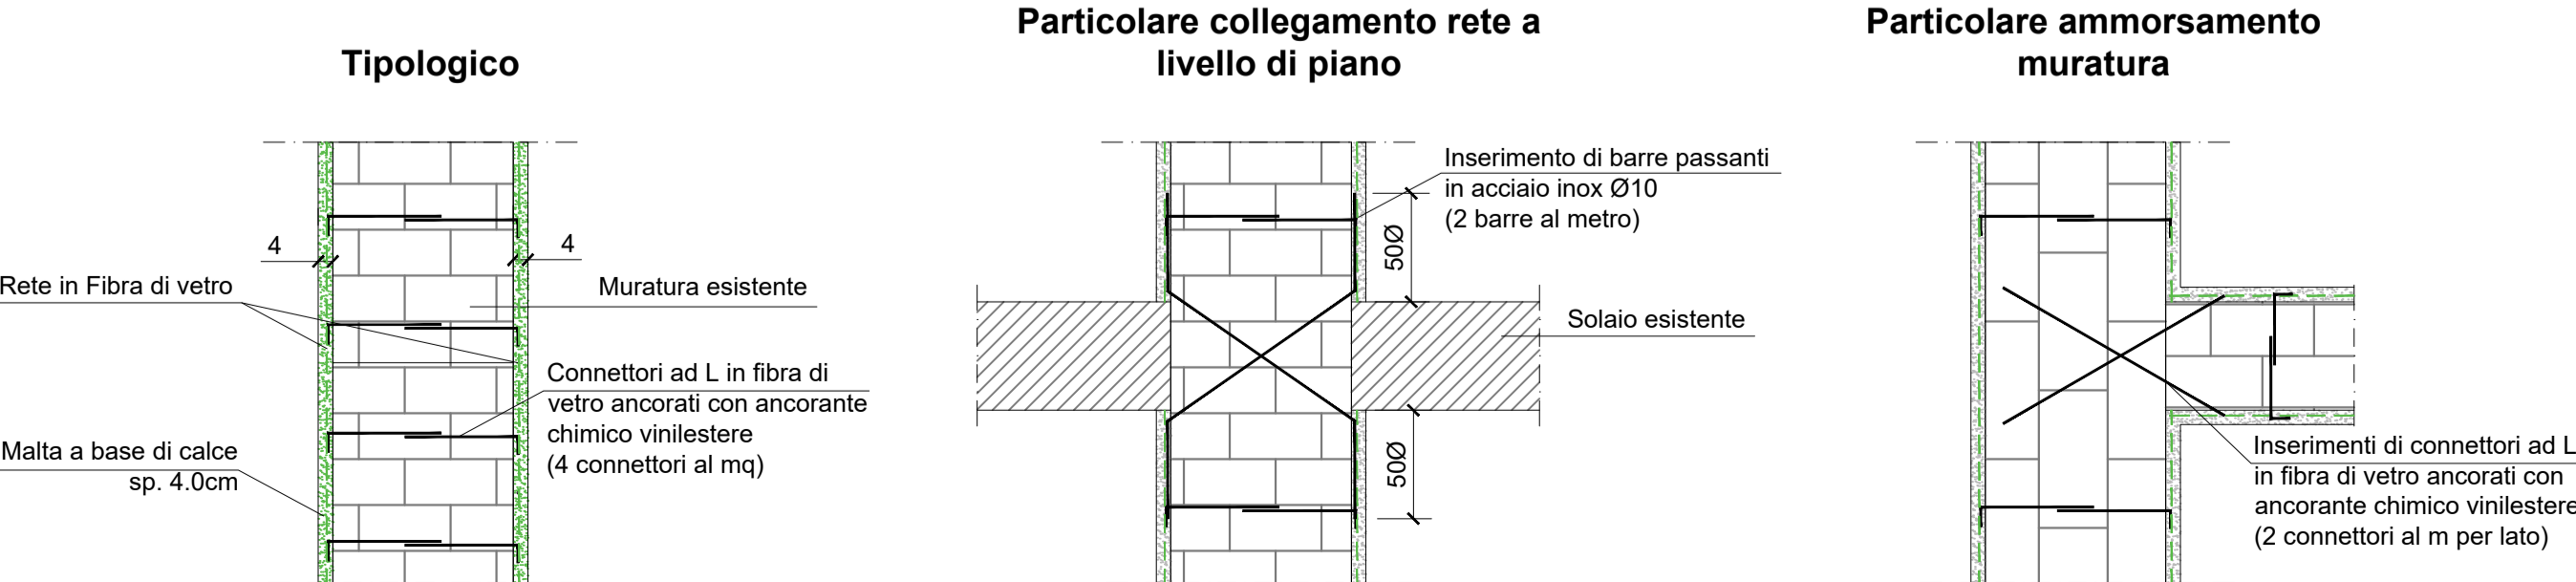 Tipologico
4
4
Rete in Fibra di vetro
Muratura esistente
Connettori ad L in fibra di
vetro ancorati con ancorante
chimico vinilestere
(4 connettori al mq)
Malta a base di calce
sp. 4.0cm
Particolare collegamento rete a
livello di piano
Inserimento di barre passanti
in acciaio inox Ø10
(2 barre al metro)
50Ø
Solaio esistente
50Ø
Particolare ammorsamento
muratura
Inserimenti di connettori ad L
in fibra di vetro ancorati con
ancorante chimico vinilestere
(2 connettori al m per lato)